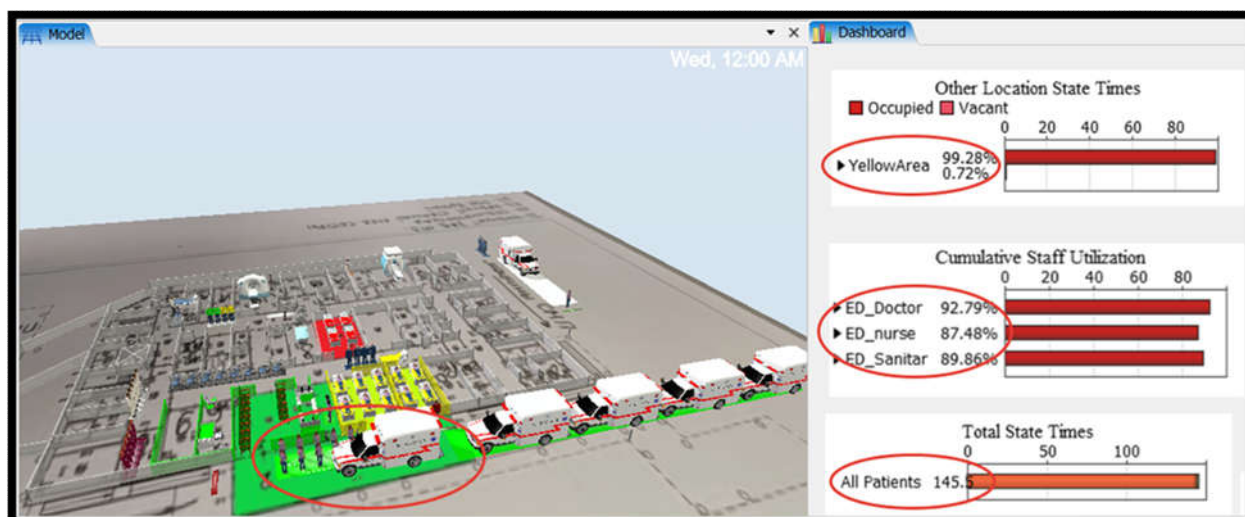 Model
Wed, 12:00 AM
Dashboard
Other Location State Times
Occupied Vacant
0 20 40 60 80
YellowArea 99.28%
0.72%
Cumulative Staff Utilization
0 20 40 60 80
ED_Doctor 92.79%
ED_nurse 87.48%
ED_Sanitar 89.86%
Total State Times
0 50 100
All Patients 145.5